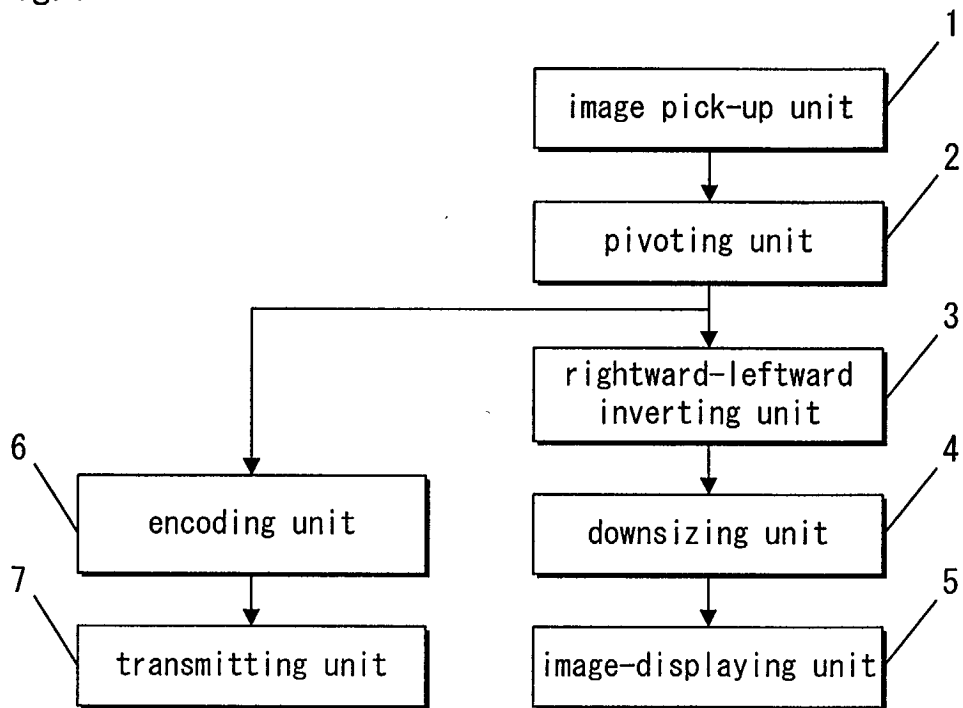 1
image pick-up unit
2
pivoting unit
3
rightward-leftward
inverting unit
6
encoding unit
4
downsizing unit
7
transmitting unit
5
image-displaying unit